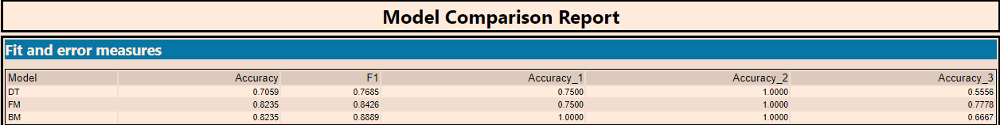 Model Comparison Report
Fit and error measures
Model Accuracy F1 Accuracy_1 Accuracy_2 Accuracy_3
DT 0.7059 0.7685 0.7500 1.0000 0.5556
FM 0.8235 0.8426 0.7500 1.0000 0.7778
BM 0.8235 0.8889 1.0000 1.0000 0.6667